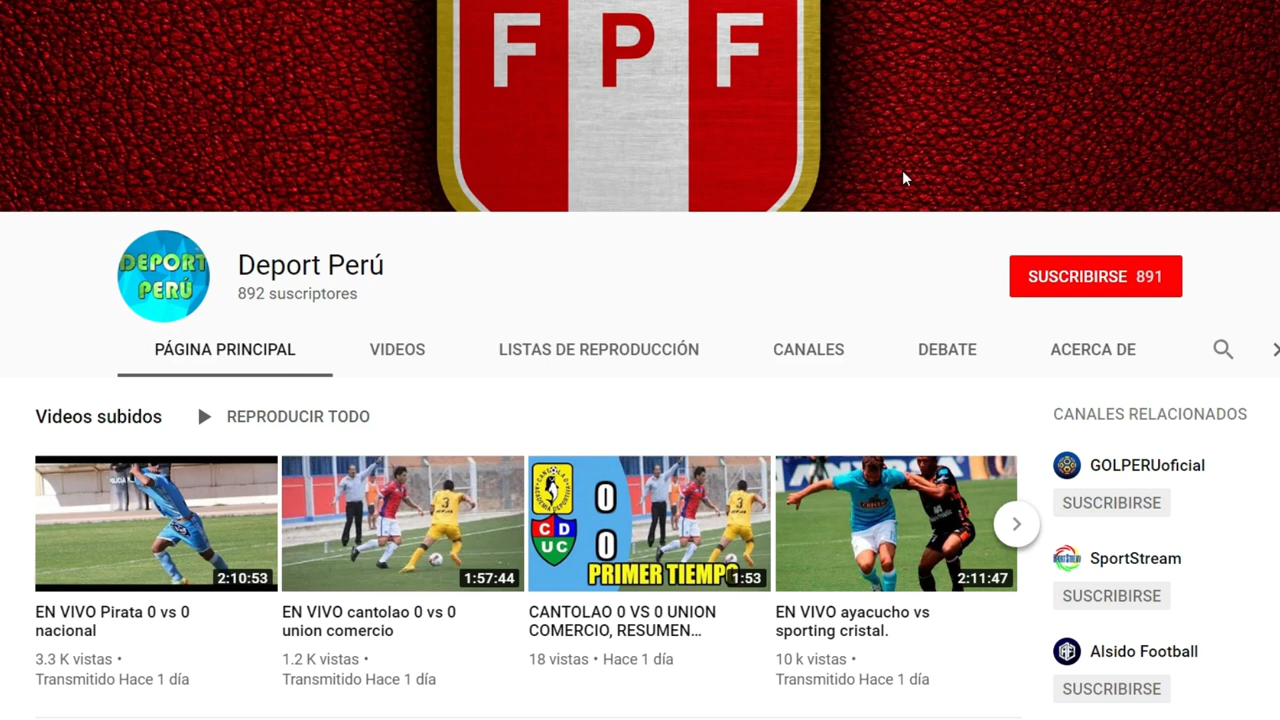 F P F
DEPORT
PERÚ
Deport Perú
892 suscriptores
SUSCRIBIRSE 891
PÁGINA PRINCIPAL VIDEOS LISTAS DE REPRODUCCIÓN CANALES DEBATE ACERCA DE
Videos subidos REPRODUCIR TODO
CANALES RELACIONADOS
2:10:53
EN VIVO Pirata 0 vs 0
nacional
3.3 K vistas •
Transmitido Hace 1 día
3
1:57:44
EN VIVO cantolao 0 vs 0
union comercio
1.2 K vistas •
Transmitido Hace 1 día
0
C D
U C
0
3
PRIMER TIEMPO
1:53
CANTOLAO 0 VS 0 UNION
COMERCIO, RESUMEN...
18 vistas • Hace 1 día
2:11:47
EN VIVO ayacucho vs
sporting cristal.
10 k vistas •
Transmitido Hace 1 día
GOLPERUoficial
SUSCRIBIRSE
SportStream
SUSCRIBIRSE
Alsido Football
SUSCRIBIRSE